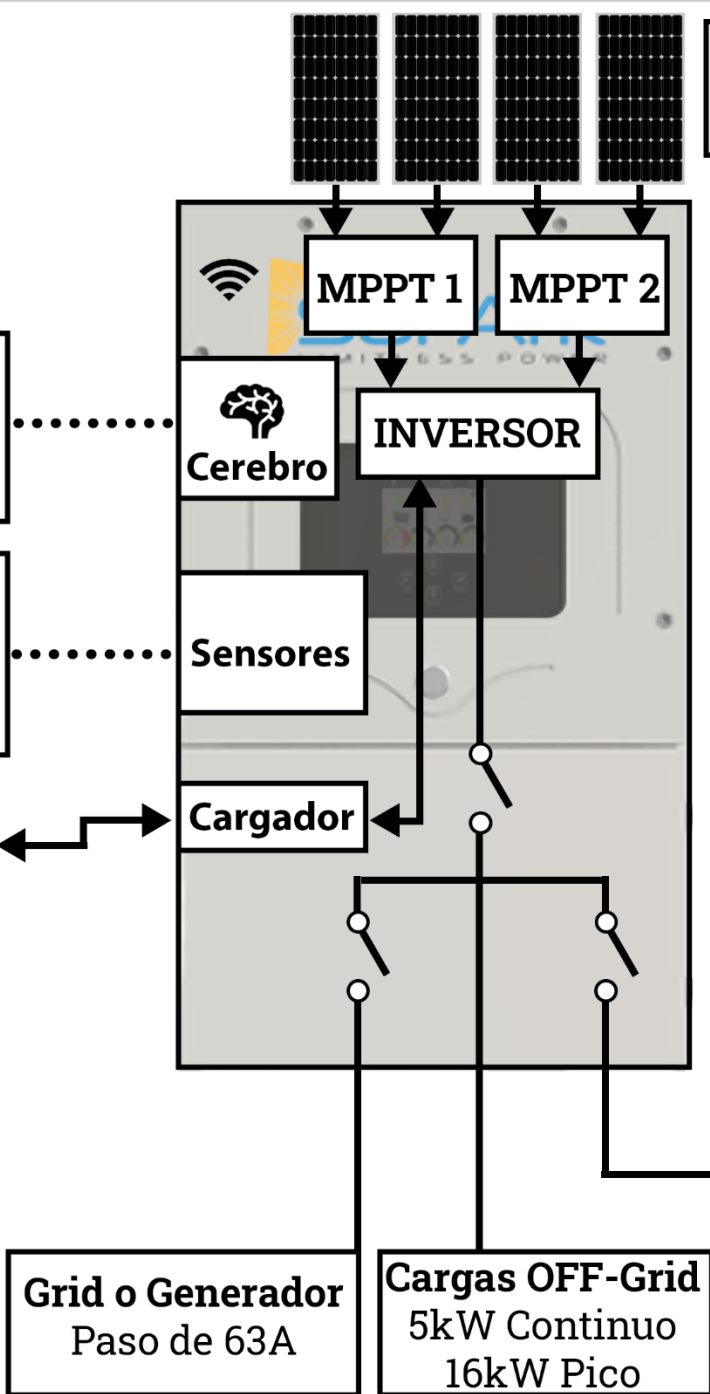 MPPT 1
MPPT 2
INVERSOR
Cerebro
Sensores
Cargador
Grid o Generador
Paso de 63A
Cargas OFF-Grid
5kW Continuo
16kW Pico